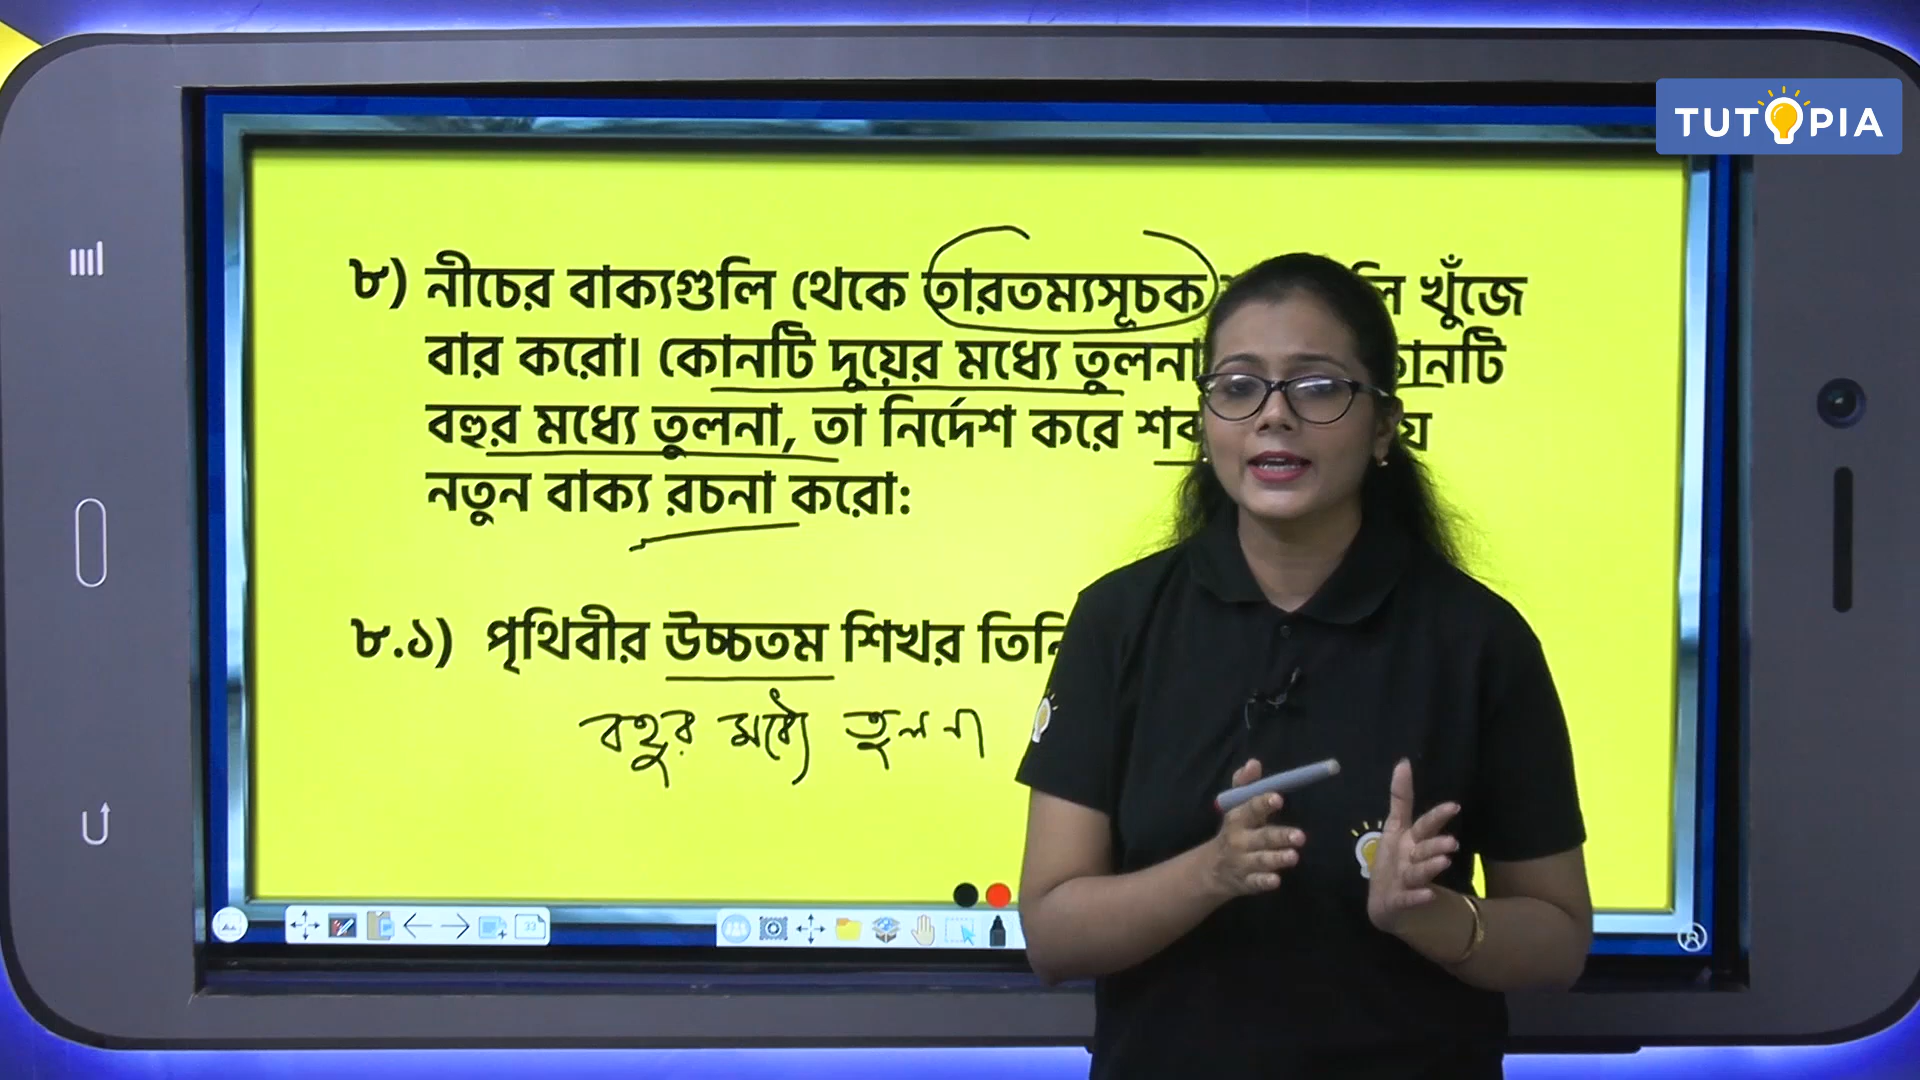 TUTOPIA
৮) নীচের বাক্যগুলি থেকে তারতম্যসূচক খুঁজে
বার করো। কোনটি দুয়ের মধ্যে তুলনা
বহুর মধ্যে তুলনা, তা নির্দেশ করে
নতুন বাক্য রচনা করো:
৮.১) পৃথিবীর উচ্চতম শিখর
বহুর মধ্যে তুলনা
33